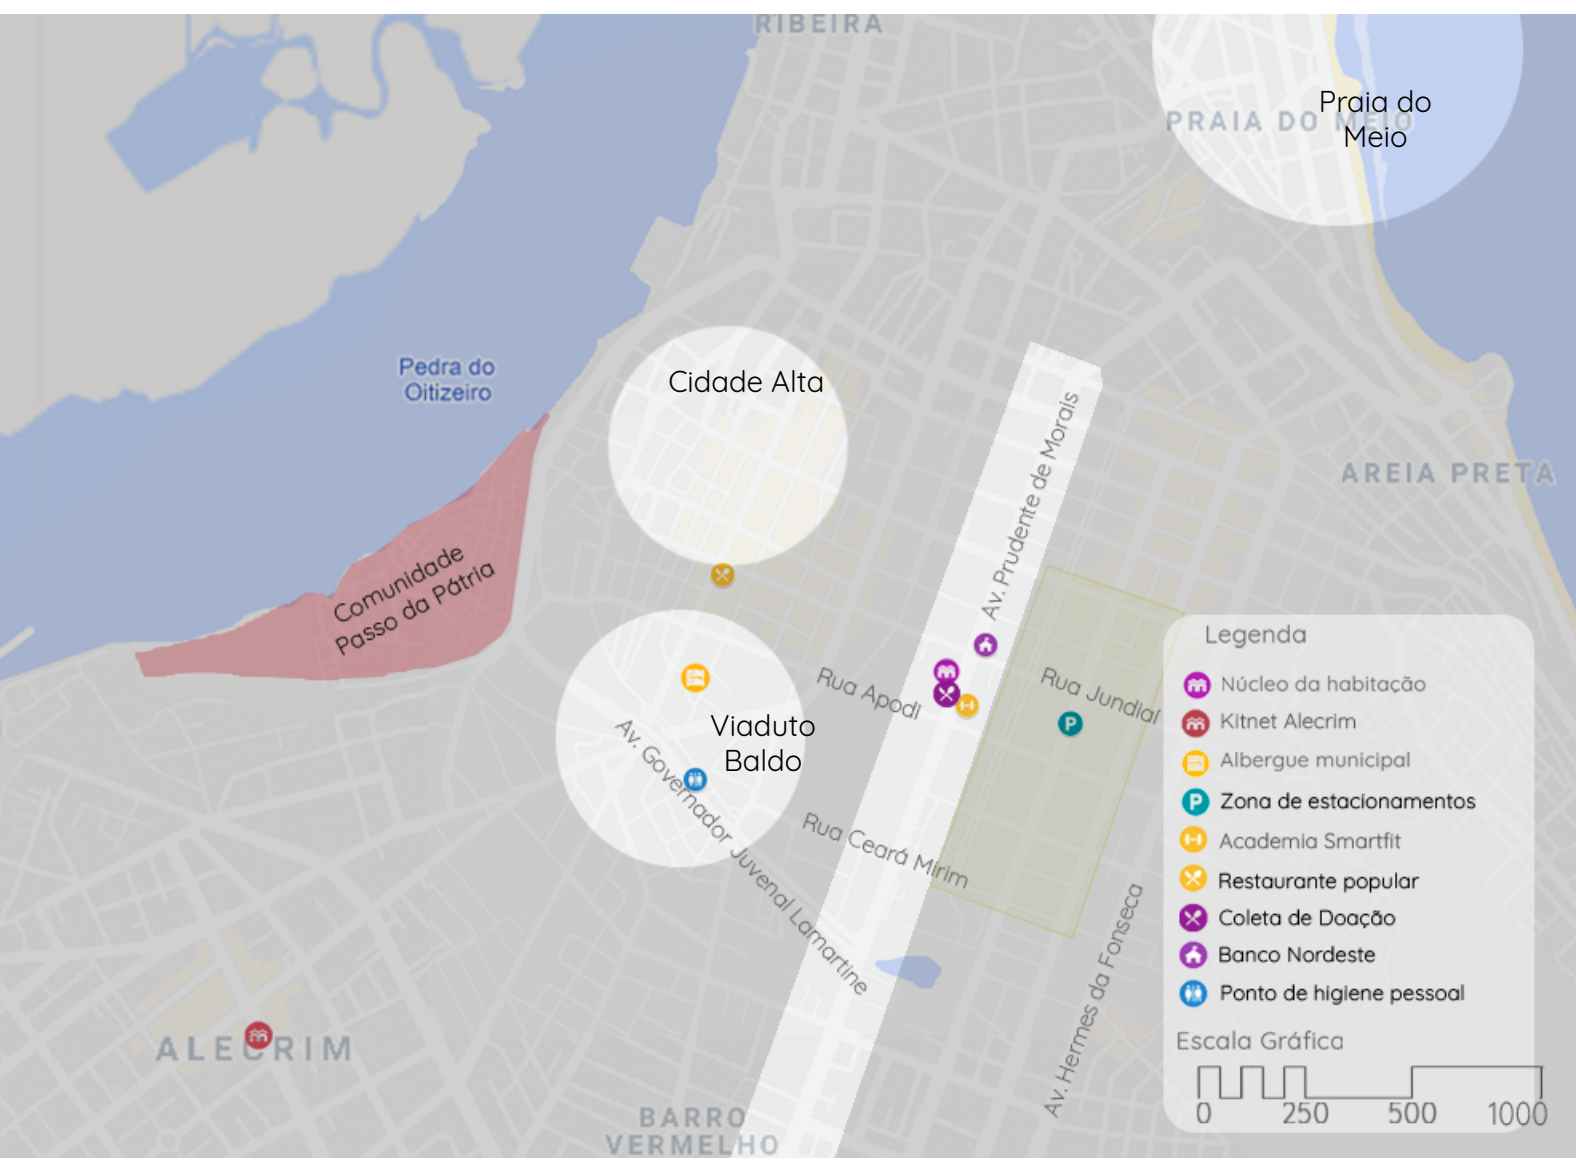 RIBEIRA
PRAIA DO MEIO
Praia do
Meio
Pedra do
Oitizeiro
Cidade Alta
Av. Prudente de Morais
AREIA PRETA
Comunidade
Passo da Pátria
Rua Apodi
Rua Jundiaí
Viaduto
Baldo
Av. Governador Juvenal Lamartine
Rua Ceará Mirim
Av. Hermes da Fonseca
ALECRIM
BARRO
VERMELHO
Legenda
Núcleo da habitação
Kitnet Alecrim
Albergue municipal
P
Zona de estacionamentos
P
Academia Smartfit
Restaurante popular
Coleta de Doação
Banco Nordeste
Ponto de higiene pessoal
Escala Gráfica
0 250 500 1000